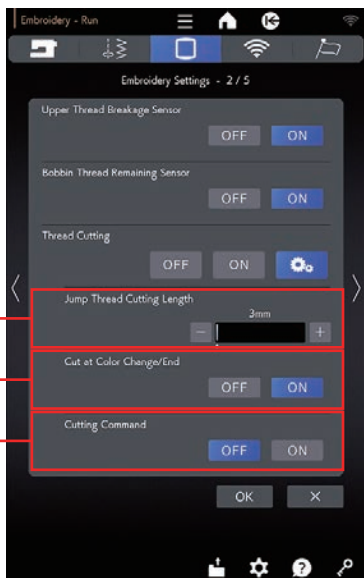 Embroidery - Run
Embroidery Settings - 2 / 5
Upper Thread Breakage Sensor
OFF ON
Bobbin Thread Remaining Sensor
OFF ON
Thread Cutting
OFF ON
Jump Thread Cutting Length
3mm
- +
Cut at Color Change/End
OFF ON
Cutting Command
OFF ON
OK X